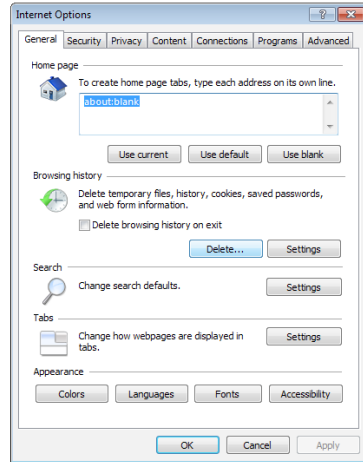 Internet Options
General Security Privacy Content Connections Programs Advanced
Home page
To create home page tabs, type each address on its own line.
about:blank
Use current Use default Use blank
Browsing history
Delete temporary files, history, cookies, saved passwords,
and web form information.
Delete browsing history on exit
Delete... Settings
Search
Change search defaults. Settings
Tabs
Change how webpages are displayed in
tabs.
Settings
Appearance
Colors Languages Fonts Accessibility
OK Cancel Apply